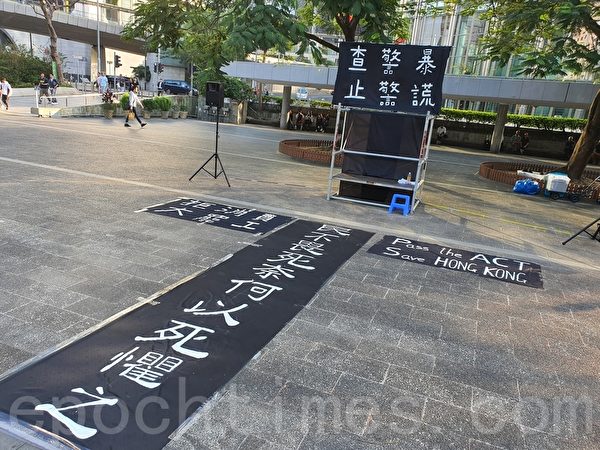 查警暴
止警謊
Pass the ACT
Save HONG KONG
民不畏死奈何以死懼之
epochtimes.com